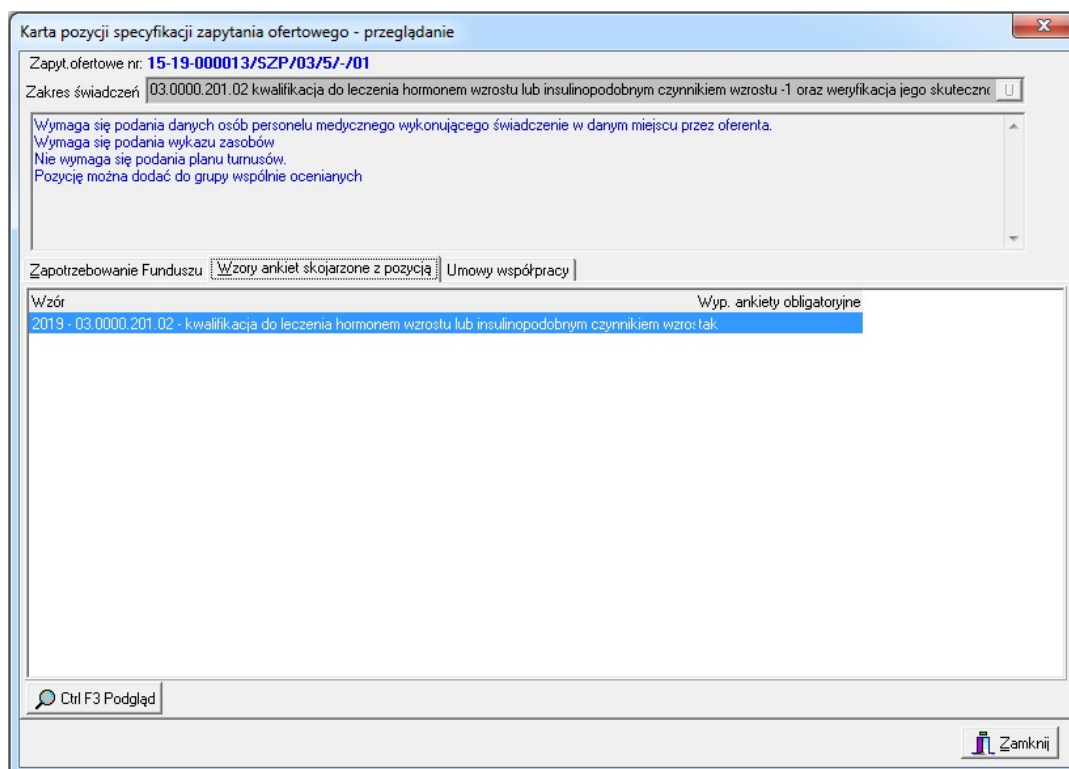 Karta pozycji specyfikacji zapytania ofertowego - przeglądanie
Zapyt.ofertowe nr: 15-19-000013/SZP/03/5/-/01
Zakres świadczeń 03.0000.201.02 kwalifikacja do leczenia hormonem wzrostu lub insulinopodobnym czynnikiem wzrostu -1 oraz weryfikacja jego skuteczno U
Wymaga się podania danych osób personelu medycznego wykonującego świadczenie w danym miejscu przez oferenta.
Wymaga się podania wykazu zasobów
Nie wymaga się podania planu turnusów.
Pozycję można dodać do grupy wspólnie ocenianych
Zapotrzebowanie Funduszu Wzory ankiet skojarzone z pozycją Umowy współpracy
Wzór Wyp. ankiety obligatoryjne
2019 - 03.0000.201.02 - kwalifikacja do leczenia hormonem wzrostu lub insulinopodobnym czynnikiem wzros tak
Ctrl F3 Podgląd
Zamknij